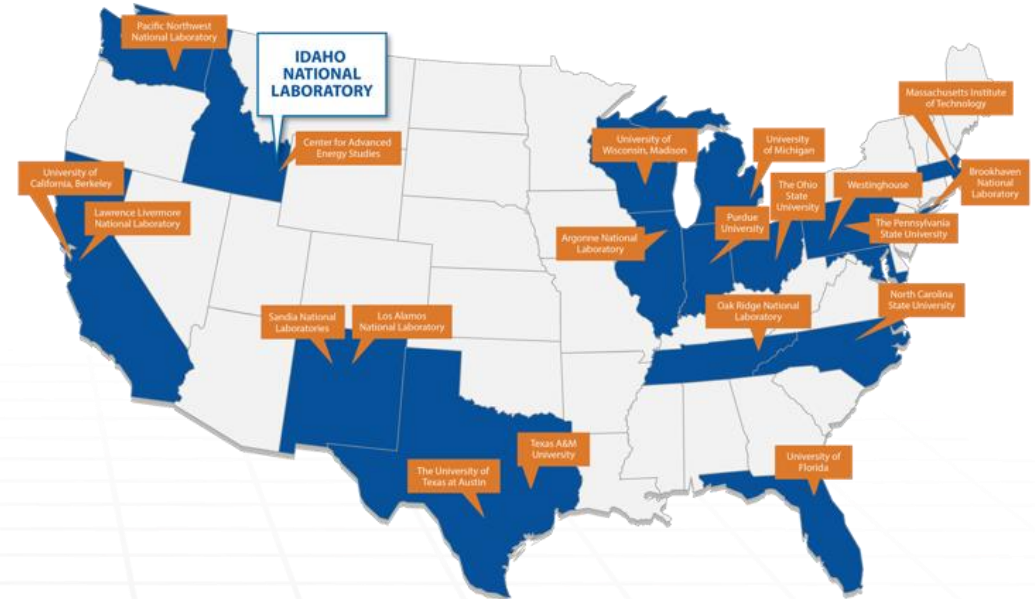 Pacific Northwest
National Laboratory
IDAHO
NATIONAL
LABORATORY
Center for Advanced
Energy Studies
University of
California, Berkeley
Lawrence Livermore
National Laboratory
Sandia National
Laboratories
Los Alamos
National Laboratory
The University of
Texas at Austin
Texas A&M
University
University of
Wisconsin, Madison
Argonne National
Laboratory
University
of Michigan
Purdue
University
The Ohio
State
University
Westinghouse
The Pennsylvania
State University
Massachusetts Institute
of Technology
Brookhaven
National
Laboratory
Oak Ridge National
Laboratory
North Carolina
State University
University of
Florida